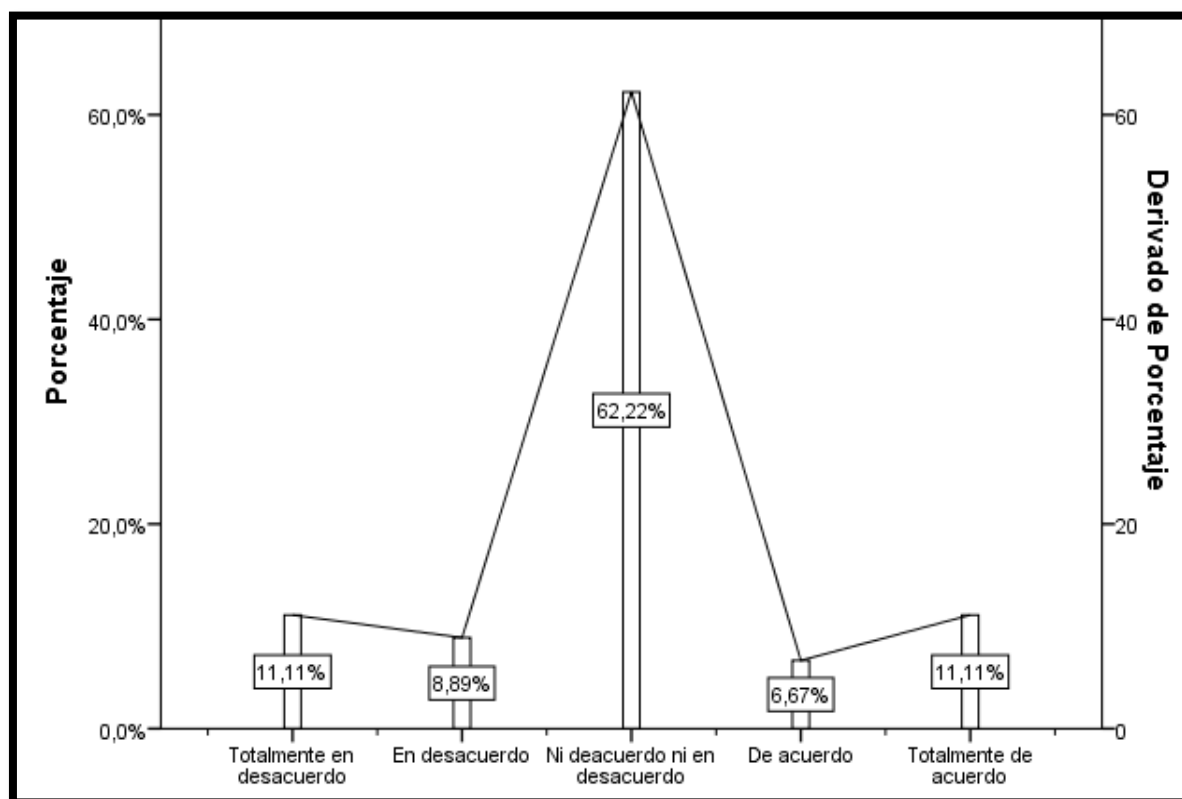 Porcentaje
60,0%
40,0%
20,0%
0,0%
62,22%
11,11%
8,89%
6,67%
11,11%
Totalmente en
desacuerdo
En desacuerdo
Ni deacuerdo ni en
desacuerdo
De acuerdo
Totalmente de
acuerdo
60
40
20
0
Derivado de Porcentaje